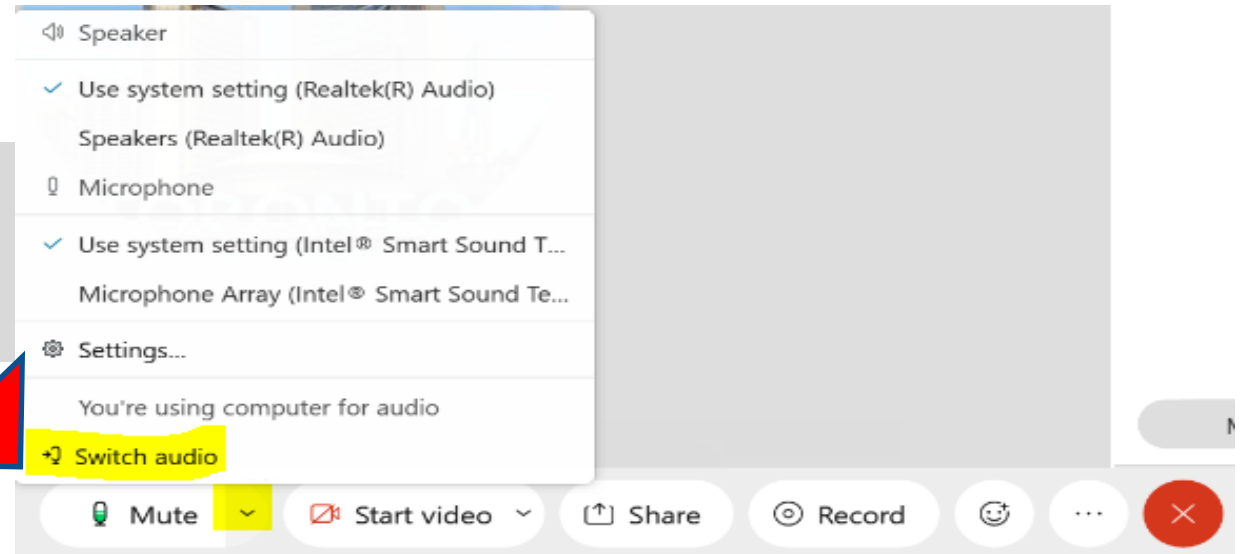 Speaker
Use system setting (Realtek(R) Audio)
Speakers (Realtek(R) Audio)
Microphone
TORONTO
Use system setting (Intel® Smart Sound T...
Microphone Array (Intel® Smart Sound Te...
Settings...
You're using computer for audio
Switch audio
Mute Start video Share Record ...